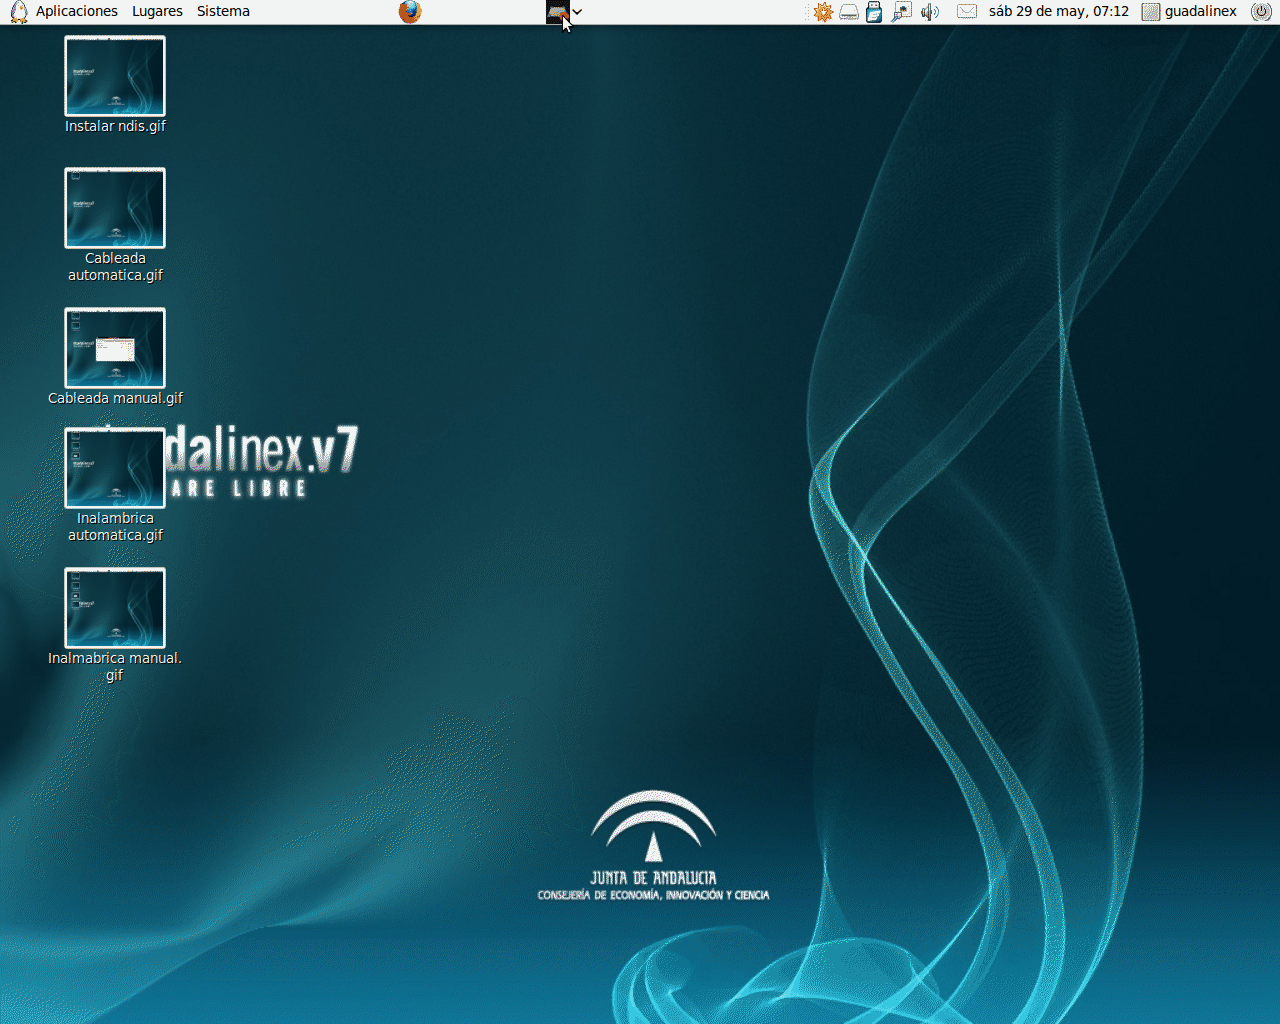 Aplicaciones Lugares Sistema
sáb 29 de may, 07:12 guadalinex
Instalar ndis.gif
Cableada
automatica.gif
Cableada manual.gif
dalinex.v7
ARE LIBRE
Inalambrica
automatica.gif
Inalmabrica manual.
gif
JUNTA DE ANDALUCIA
CONSEJERÍA DE ECONOMÍA, INNOVACIÓN Y CIENCIA